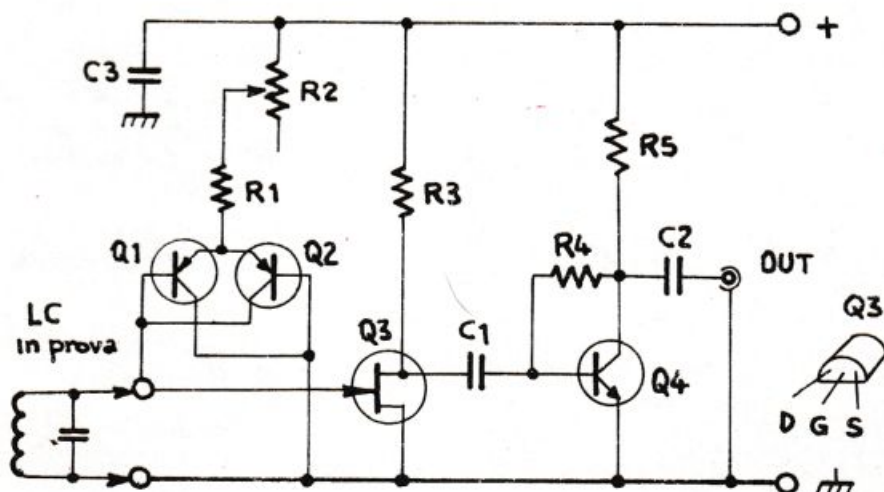 +
C3
R2
R5
R1
R3
Q1
Q2
R4
C2
OUT
LC
in prova
Q3
C1
Q3
Q4
D G S